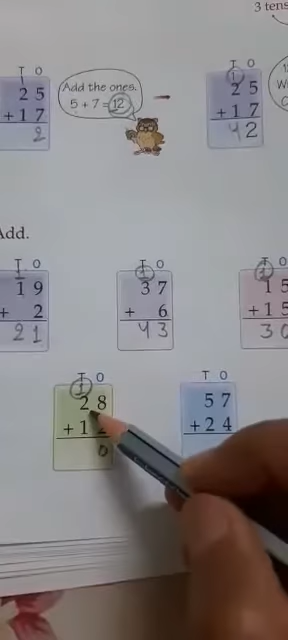 3 tens
T O
2 5
+ 1 7
2
Add the ones.
5 + 7 = 12
T O
1
2 5
+ 1 7
4 2
Add.
T O
1 9
+ 2
2 1
T O
1
3 7
+ 6
4 3
T O
1
1 5
+ 1 5
3 0
T O
1
2 8
+ 1 2
0
T O
5 7
+ 2 4